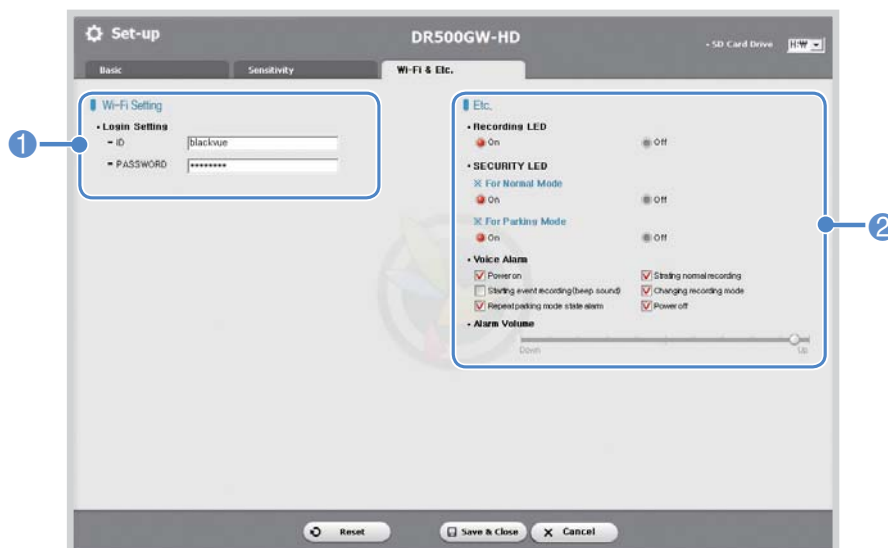 Set-up
DR500GW-HD
- SD Card Drive H:₩
Basic
Sensitivity
Wi-Fi & Etc.
1
Wi-Fi Setting
• Login Setting
- ID blackvue
- PASSWORD ********
2
Etc.
• Recording LED
On Off
• SECURITY LED
※ For Normal Mode
On Off
※ For Parking Mode
On Off
• Voice Alarm
Power on Strating normal recording
Starting event recording(beep sound) Changing recording mode
Repeat parking mode state alarm Power off
- Alarm Volume
Down Up
Reset Save & Close X Cancel